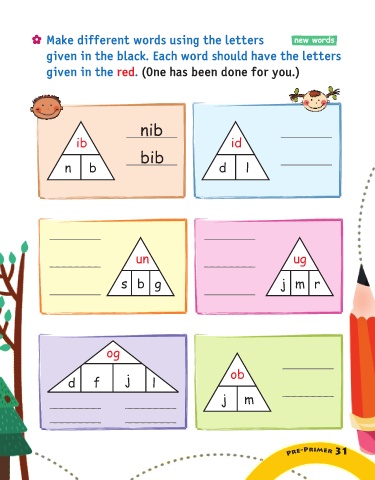 Make different words using the letters
new words
given in the black. Each word should have the letters
given in the red. (One has been done for you.)
ib
n b
nib
bib
id
d l
un
s b g
ug
j m r
og
d f j l
ob
j m
PRE-PRIMER 31